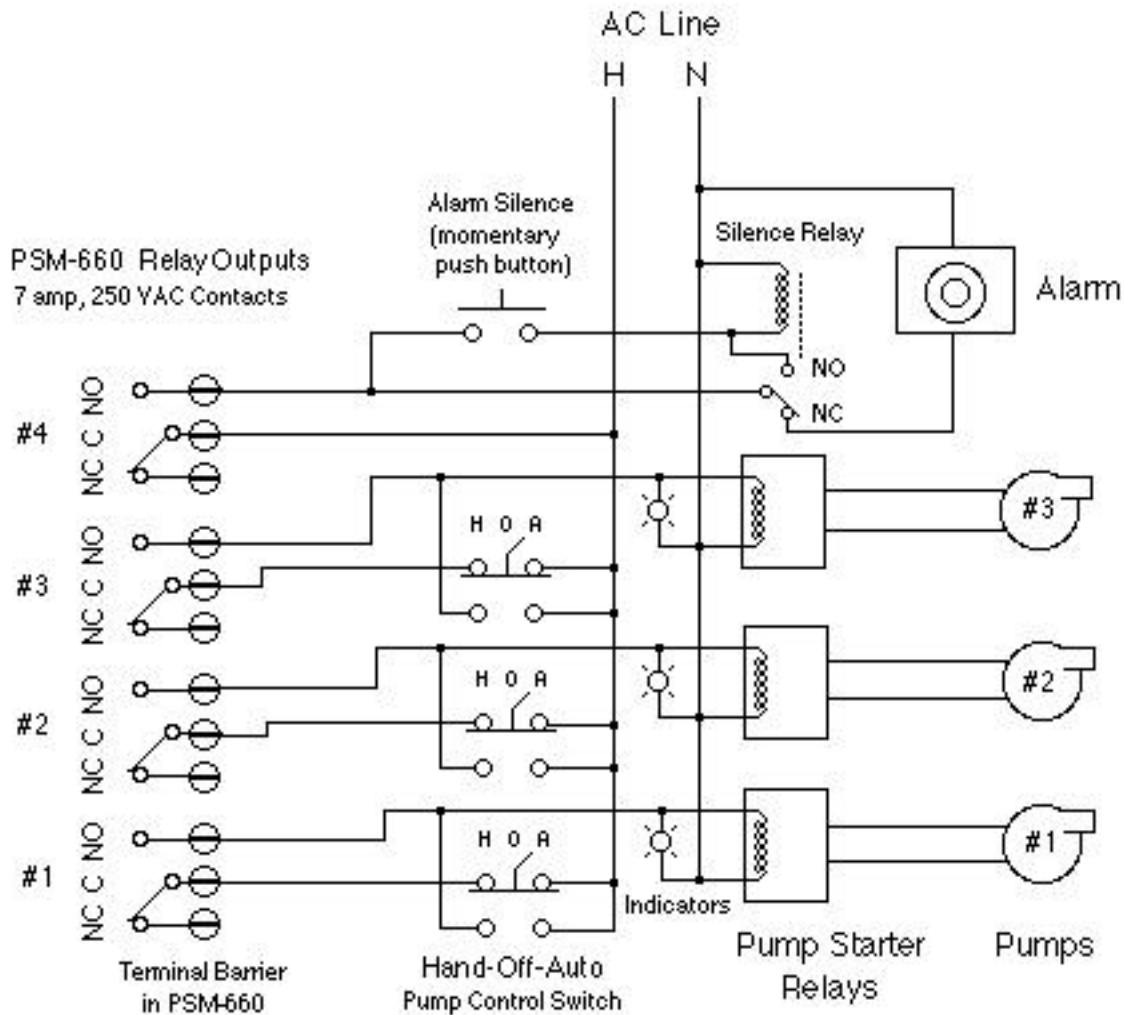 AC Line
H N
Alarm Silence
(momentary
push button)
Silence Relay
PSM-660 Relay Outputs
7 amp, 250 VAC Contacts
Alarm
NO
NC
#4
NC C NO
#3
NC C NO
H O A
#3
#2
NC C NO
H O A
#2
#1
NC C NO
H O A
#1
Indicators
Terminal Barrier
in PSM-660
Hand-Off-Auto
Pump Control Switch
Pump Starter
Relays
Pumps